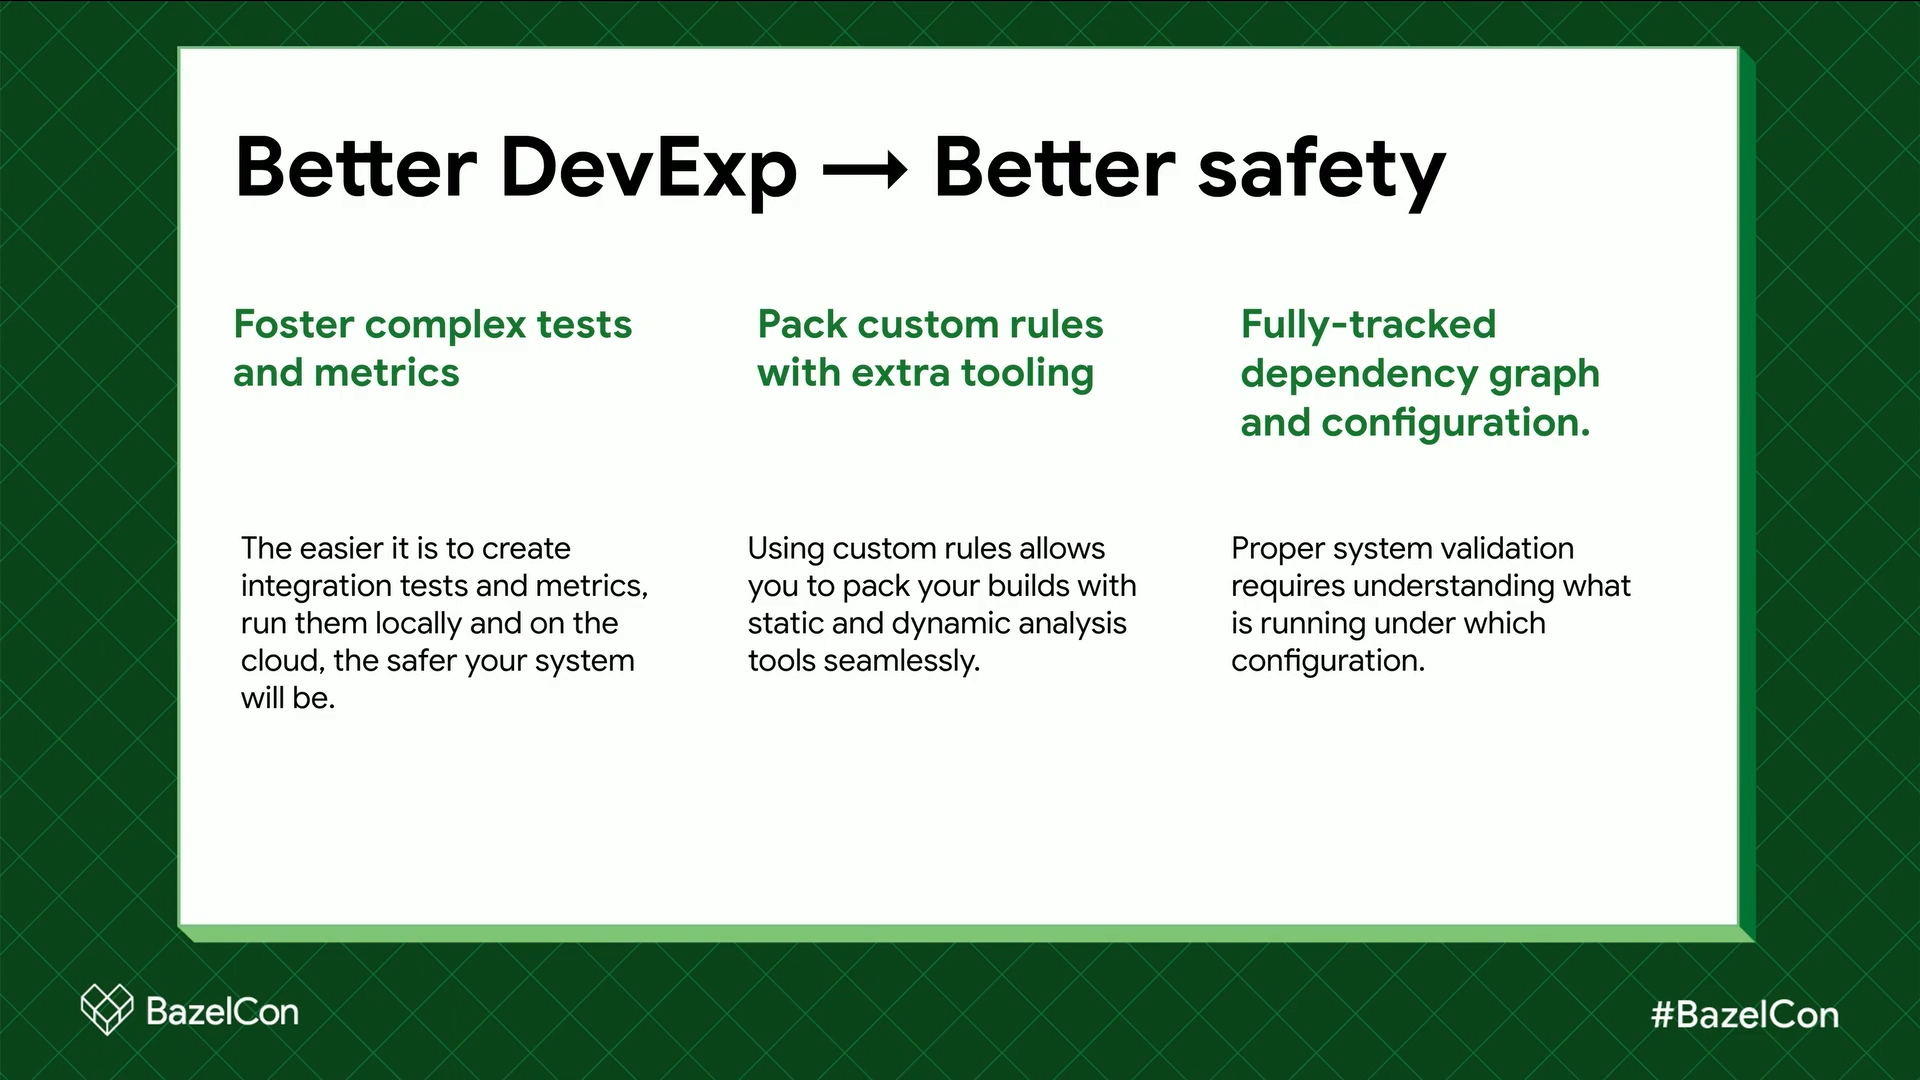 Better DevExp → Better safety
Foster complex tests
and metrics
Pack custom rules
with extra tooling
Fully-tracked
dependency graph
and configuration.
The easier it is to create
integration tests and metrics,
run them locally and on the
cloud, the safer your system
will be.
Using custom rules allows
you to pack your builds with
static and dynamic analysis
tools seamlessly.
Proper system validation
requires understanding what
is running under which
configuration.
BazelCon
#BazelCon